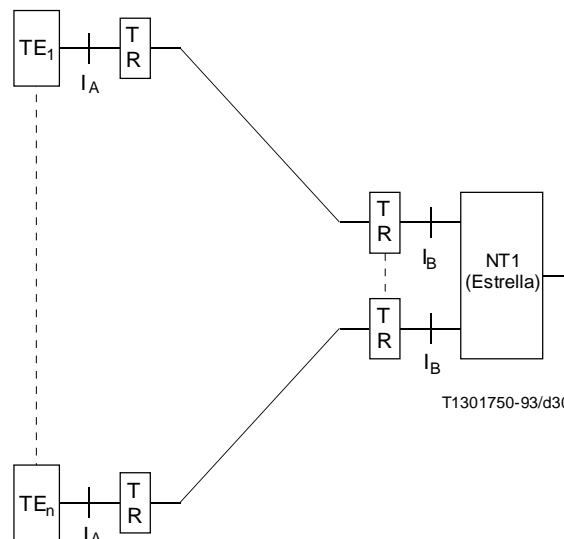 TE1
T
R
IA
T
R
IB
NT1
(Estrella)
T
R
IB
T1301750-93/d30
TEn
T
R
IA